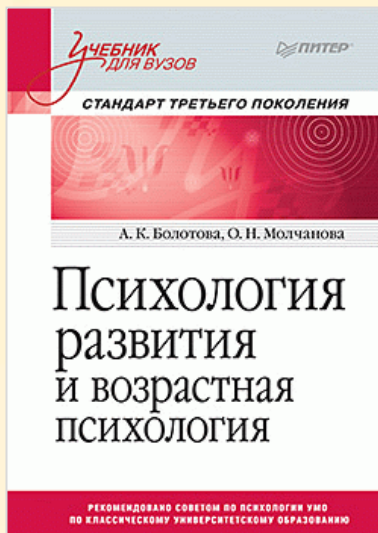 УЧЕБНИК
ДЛЯ ВУЗОВ
ПИТЕР®
СТАНДАРТ ТРЕТЬЕГО ПОКОЛЕНИЯ
А. К. Болотова, О. Н. Молчанова
Психология
развития
и возрастная
психология
РЕКОМЕНДОВАНО СОВЕТОМ ПО ПСИХОЛОГИИ УМО
ПО КЛАССИЧЕСКОМУ УНИВЕРСИТЕТСКОМУ ОБРАЗОВАНИЮ